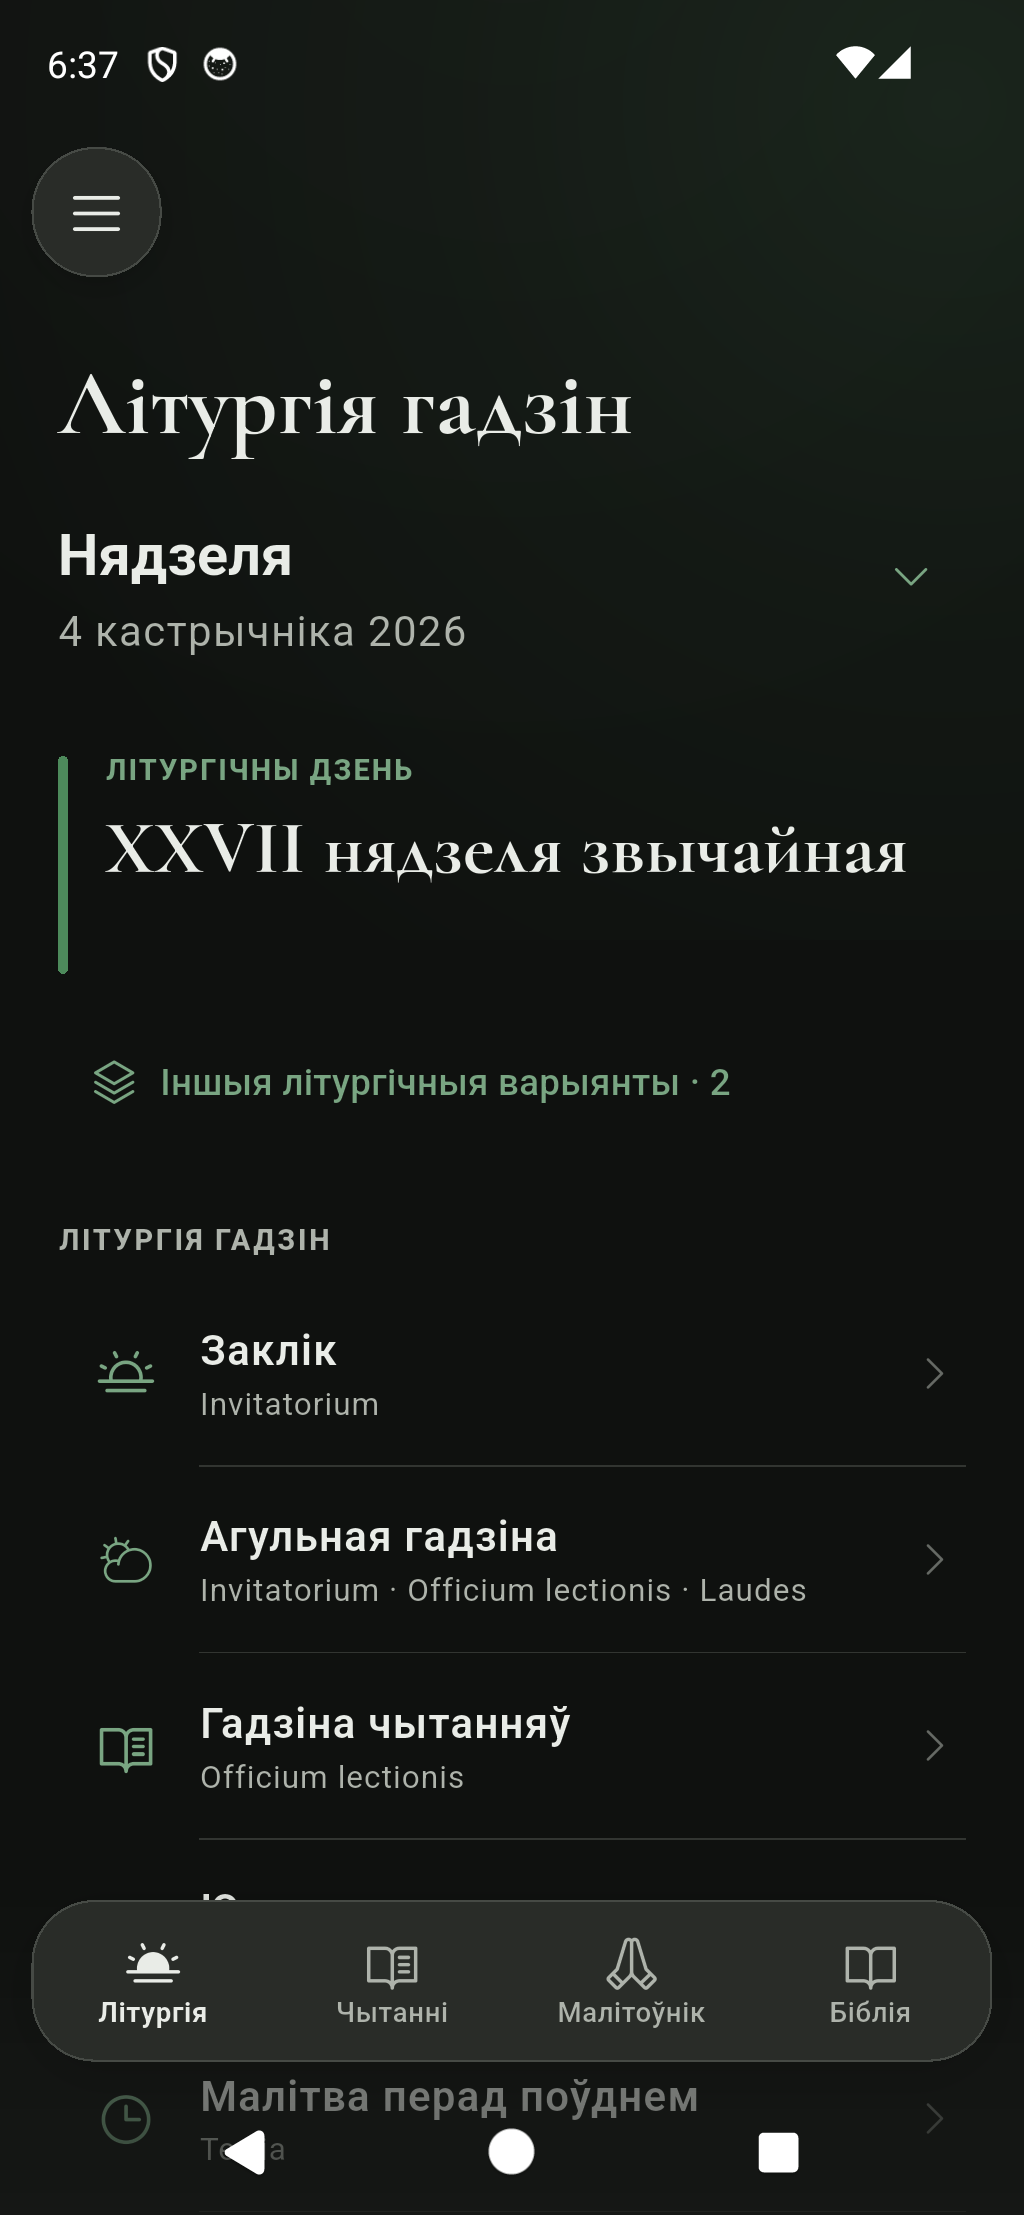 6:37
Літургія гадзін
Нядзеля
4 кастрычніка 2026
ЛІТУРГІЧНЫ ДЗЕНЬ
XXVII нядзеля звычайная
Іншыя літургічныя варыянты · 2
ЛІТУРГІЯ ГАДЗІН
Заклік
Invitatorium
Агульная гадзіна
Invitatorium · Officium lectionis · Laudes
Гадзіна чытанняў
Officium lectionis
Літургія
Чытанні
Малітоўнік
Біблія
Малітва перад поўднем